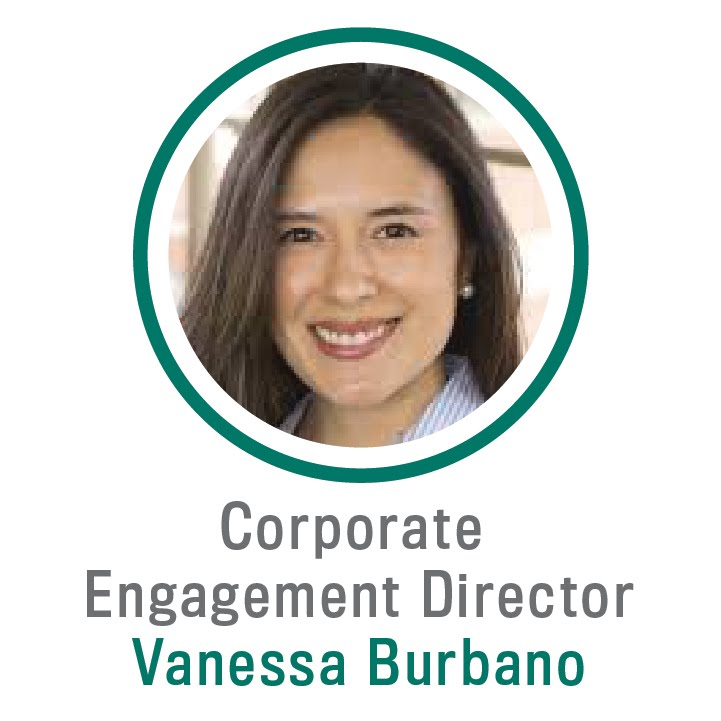 Corporate
Engagement Director
Vanessa Burbano